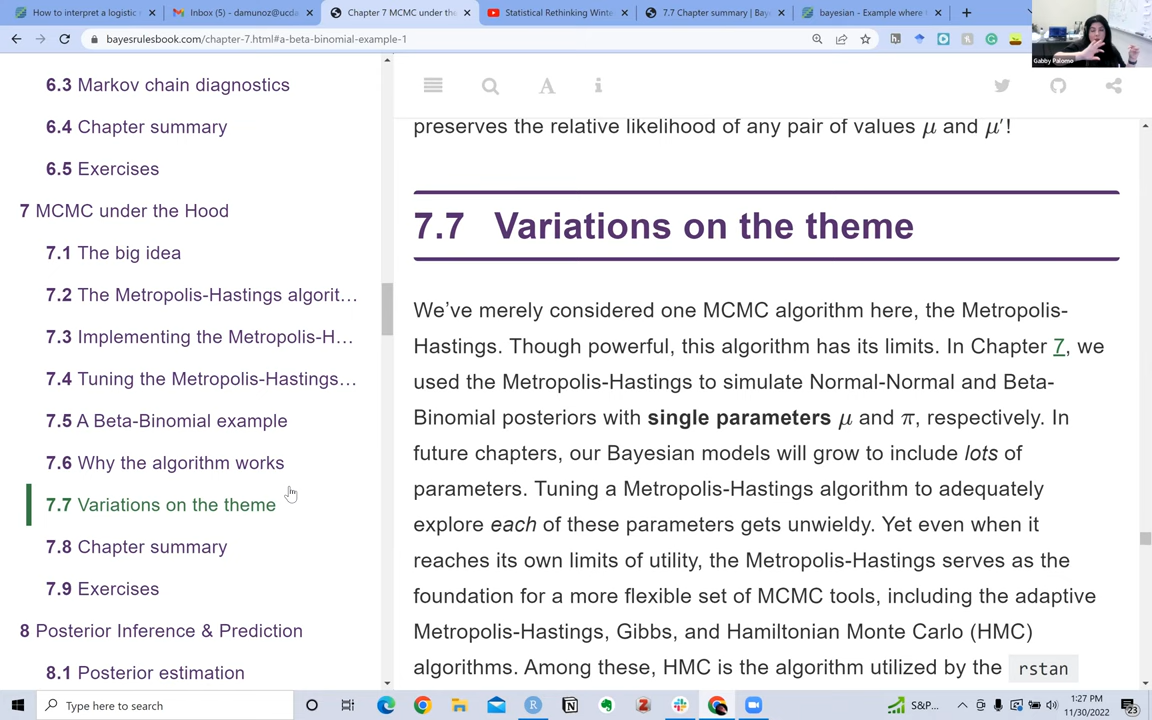 How to interpret a logistic
Inbox (5) - damunoz@ucda
Chapter 7 MCMC under the
Statistical Rethinking Winte
7.7 Chapter summary | Bay
bayesian - Example where
bayesrulesbook.com/chapter-7.html#a-beta-binomial-example-1
Gabby Palomo
6.3 Markov chain diagnostics
6.4 Chapter summary
6.5 Exercises
7 MCMC under the Hood
7.1 The big idea
7.2 The Metropolis-Hastings algorit…
7.3 Implementing the Metropolis-H…
7.4 Tuning the Metropolis-Hastings…
7.5 A Beta-Binomial example
7.6 Why the algorithm works
7.7 Variations on the theme
7.8 Chapter summary
7.9 Exercises
8 Posterior Inference & Prediction
8.1 Posterior estimation
preserves the relative likelihood of any pair of values μ and μ′!
7.7 Variations on the theme
We've merely considered one MCMC algorithm here, the Metropolis-
Hastings. Though powerful, this algorithm has its limits. In Chapter 7, we
used the Metropolis-Hastings to simulate Normal-Normal and Beta-
Binomial posteriors with single parameters μ and π, respectively. In
future chapters, our Bayesian models will grow to include lots of
parameters. Tuning a Metropolis-Hastings algorithm to adequately
explore each of these parameters gets unwieldy. Yet even when it
reaches its own limits of utility, the Metropolis-Hastings serves as the
foundation for a more flexible set of MCMC tools, including the adaptive
Metropolis-Hastings, Gibbs, and Hamiltonian Monte Carlo (HMC)
algorithms. Among these, HMC is the algorithm utilized by the rstan
Type here to search
S&P...
1:27 PM
11/30/2022
23